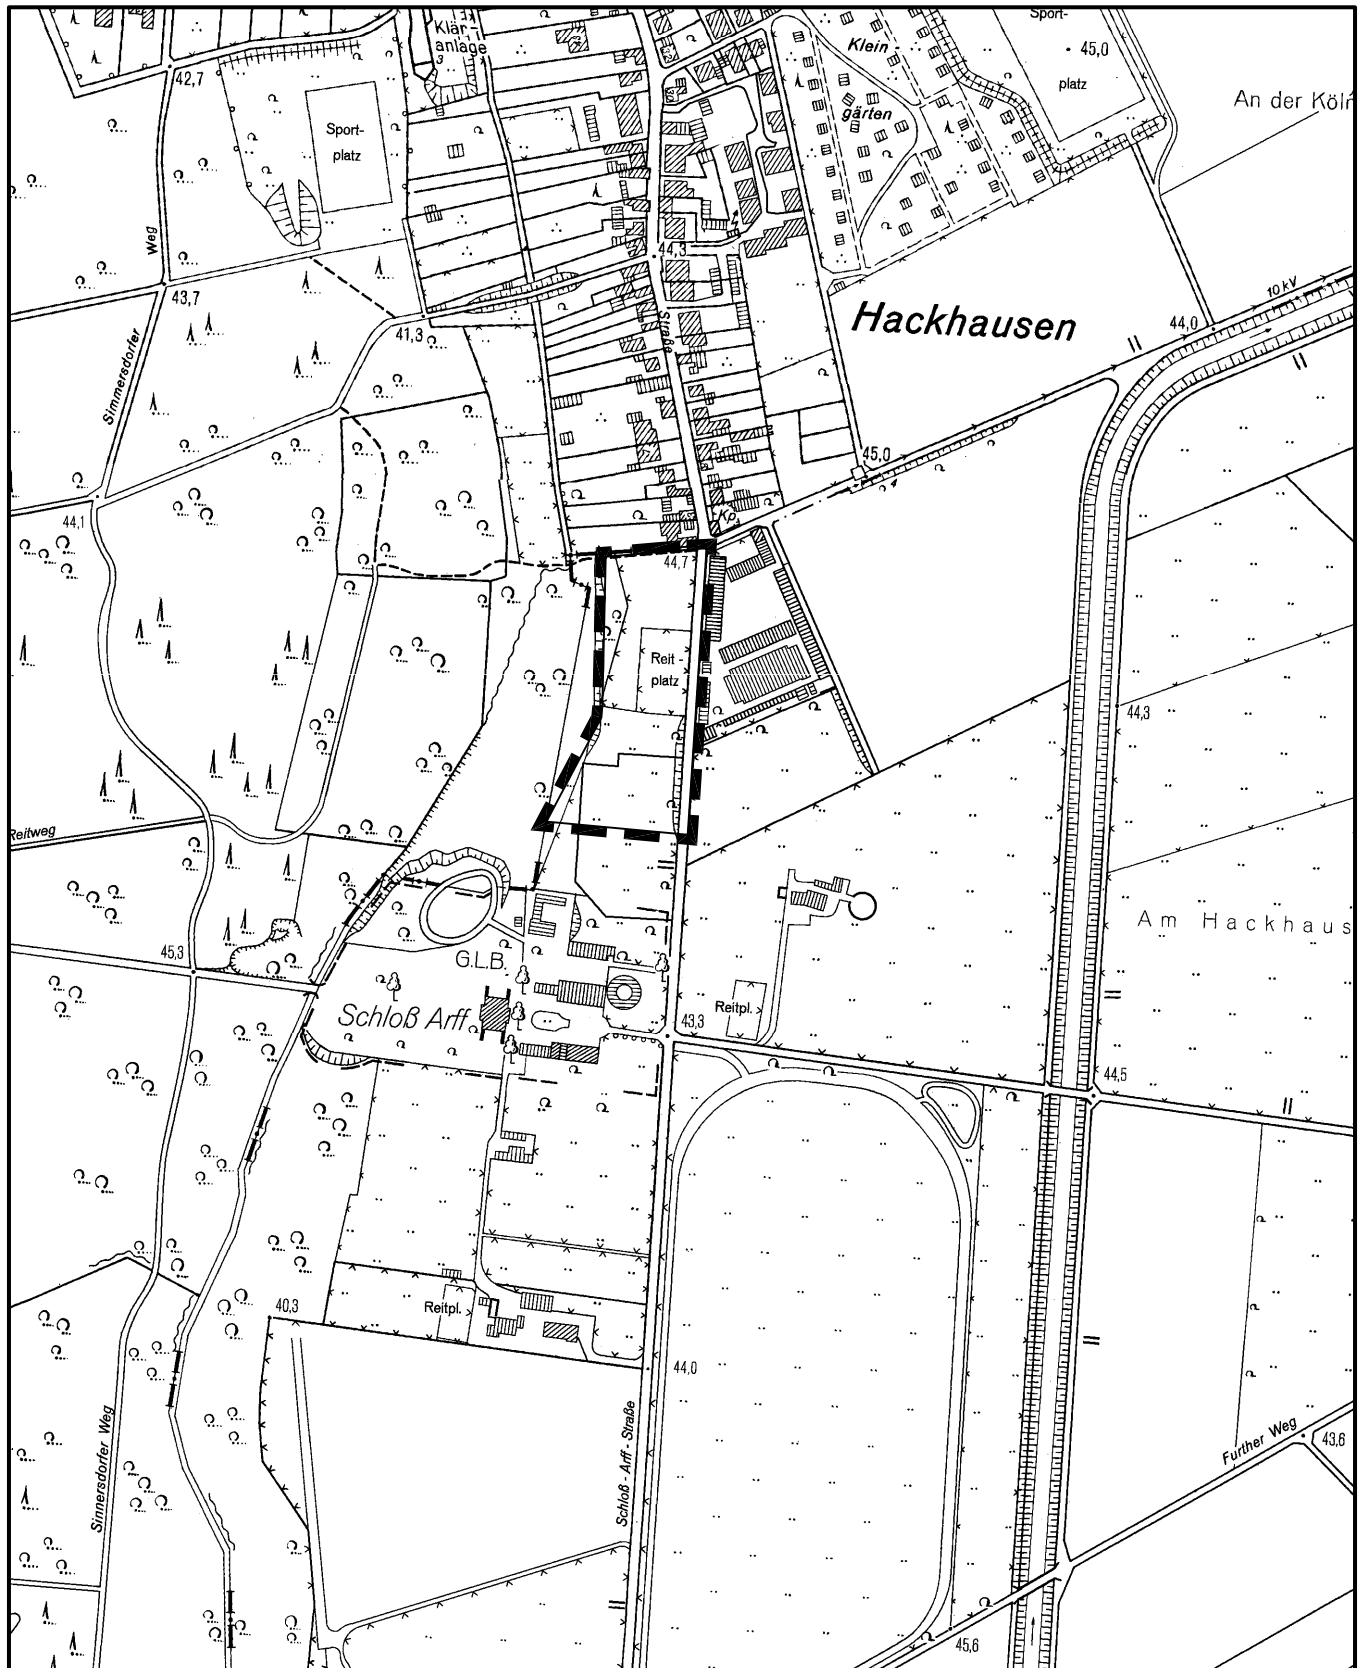 Klär-
anlage
3
Sport-
45,0
platz
Klein -
gärten
An der Köln
42,7
Sport-
platz
Weg
44,3
43,7
10 kV
Hackhausen
44,0
41,3
Straße
Simmersdorfer
45,0
44,1
Kp.
44,7
Reit -
platz
44,3
Reitweg
Am Hackhaus
45,3
G.L.B.
Schloß Arff
Reitpl.
43,3
44,5
40,3
Reitpl.
44,0
Schloß - Arff - Straße
Sinnersdorfer Weg
Further Weg
43,6
45,6